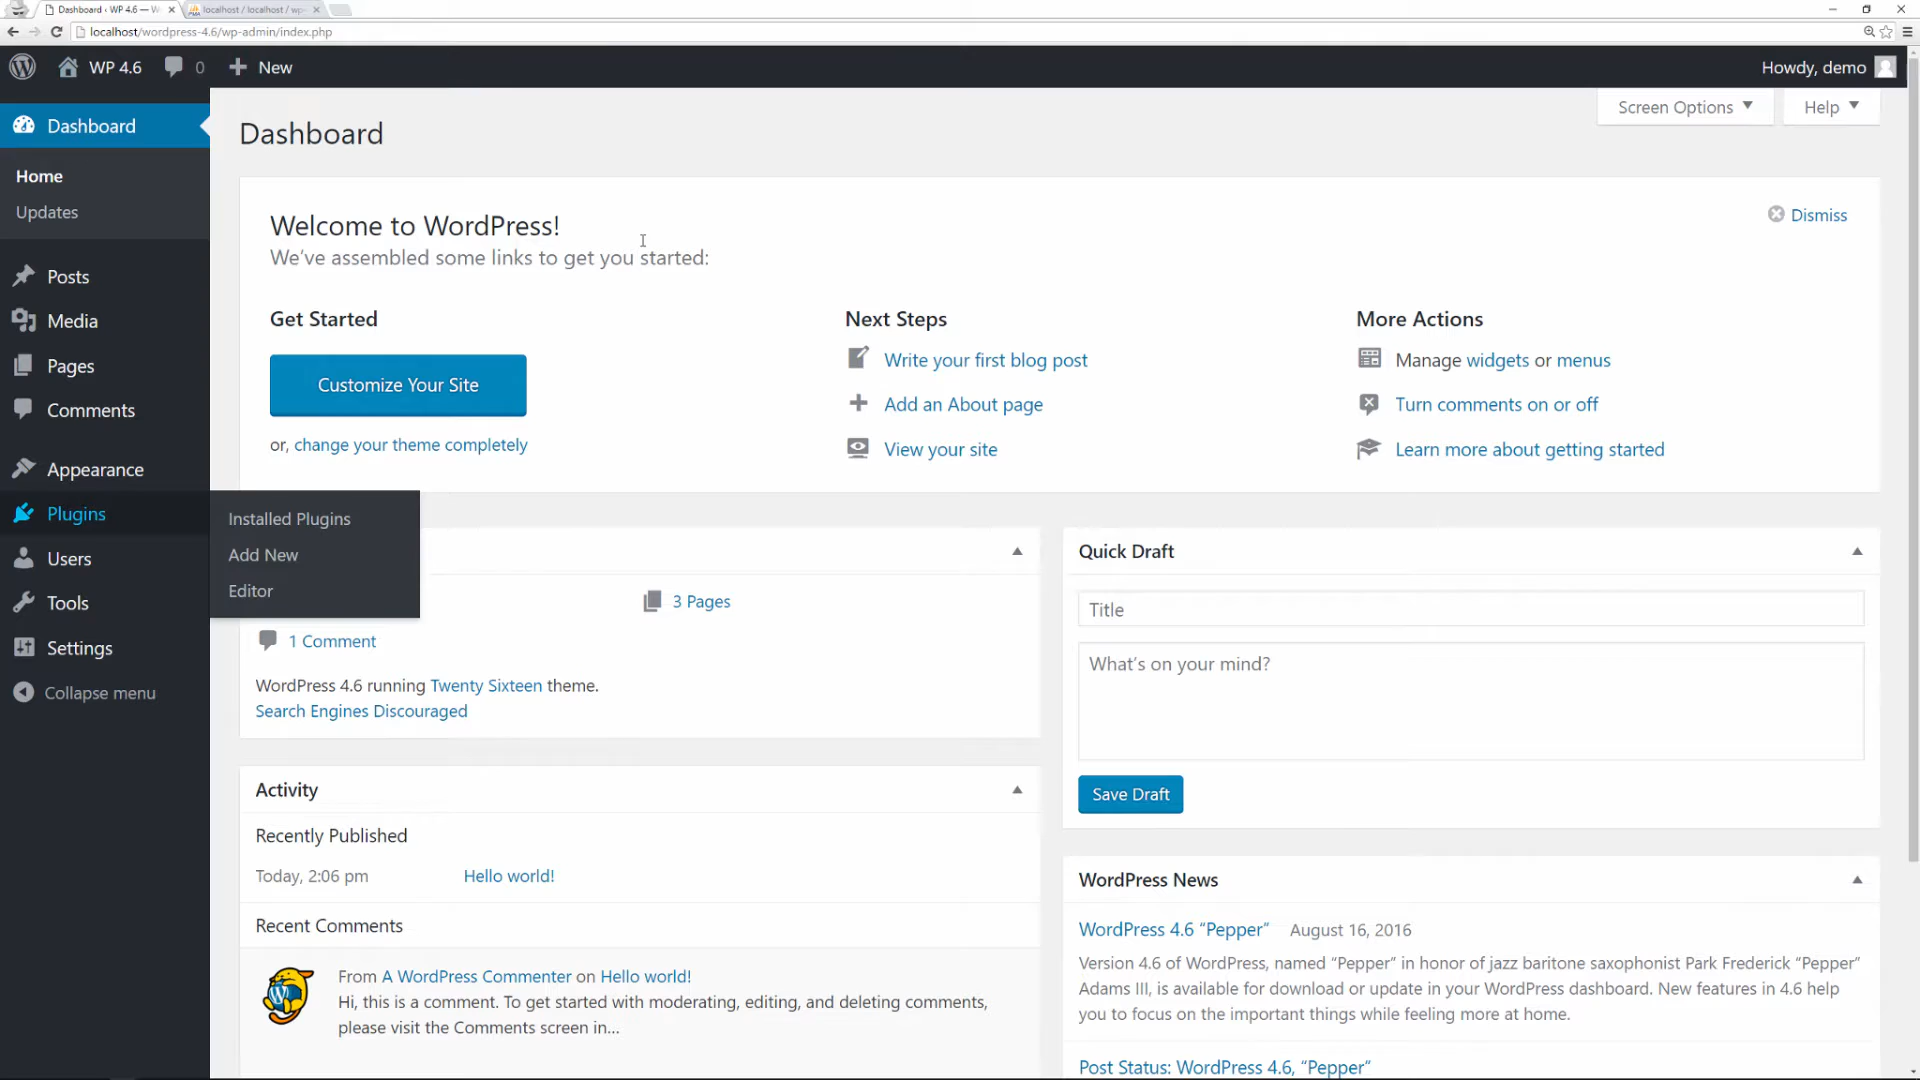 Dashboard ‹ WP 4.6 — W
localhost / localhost / wp-
localhost/wordpress-4.6/wp-admin/index.php
WP 4.6
0
New
Howdy, demo
Dashboard
Home
Updates
Posts
Media
Pages
Comments
Appearance
Plugins
Users
Tools
Settings
Collapse menu
Installed Plugins
Add New
Editor
Screen Options
Help
Dashboard
Welcome to WordPress!
We’ve assembled some links to get you started:
Dismiss
Get Started
Customize Your Site
or, change your theme completely
Next Steps
Write your first blog post
Add an About page
View your site
More Actions
Manage widgets or menus
Turn comments on or off
Learn more about getting started
3 Pages
1 Comment
WordPress 4.6 running Twenty Sixteen theme.
Search Engines Discouraged
Activity
Recently Published
Today, 2:06 pm
Hello world!
Recent Comments
From A WordPress Commenter on Hello world!
Hi, this is a comment. To get started with moderating, editing, and deleting comments,
please visit the Comments screen in...
Quick Draft
Title
What’s on your mind?
Save Draft
WordPress News
WordPress 4.6 “Pepper” August 16, 2016
Version 4.6 of WordPress, named “Pepper” in honor of jazz baritone saxophonist Park Frederick “Pepper”
Adams III, is available for download or update in your WordPress dashboard. New features in 4.6 help
you to focus on the important things while feeling more at home.
Post Status: WordPress 4.6, “Pepper”